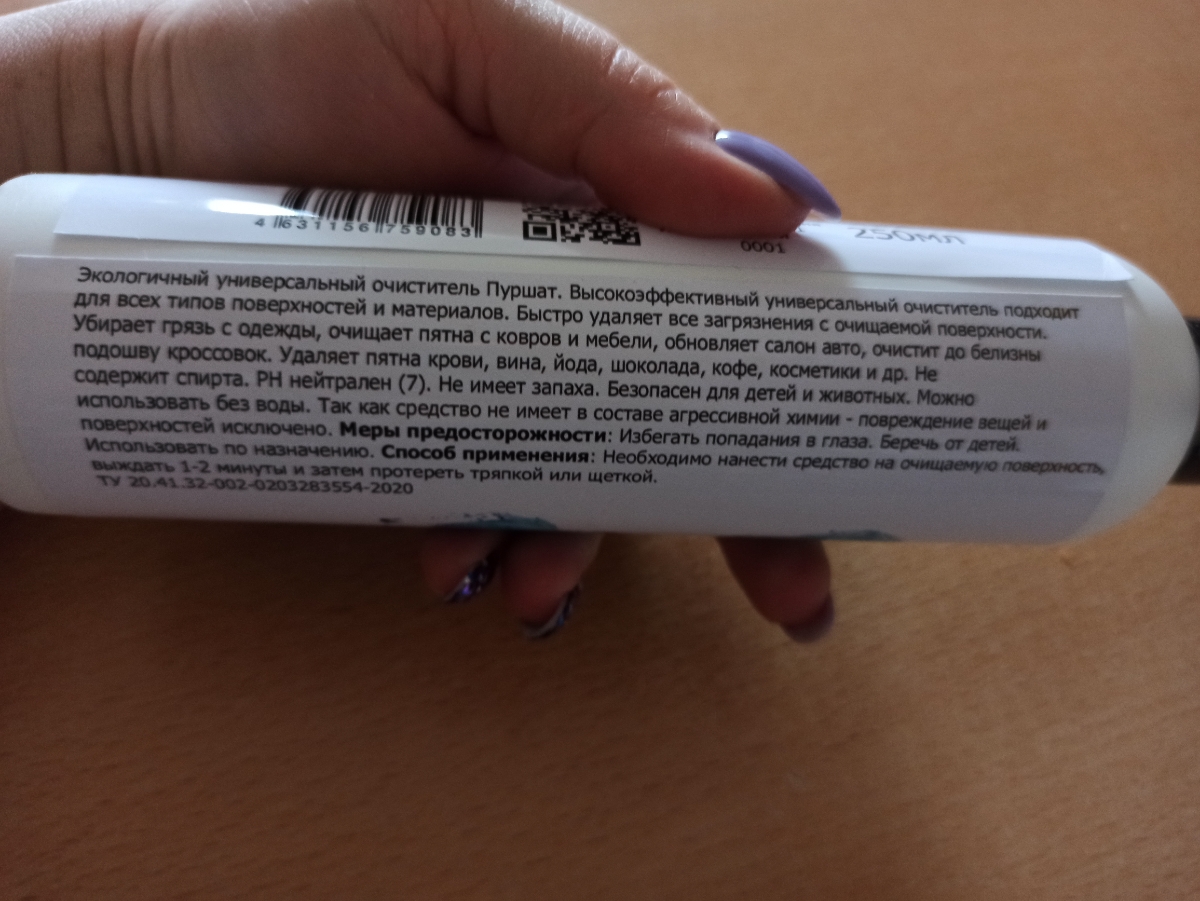 4 631156 759083
0001
250мл
Экологичный универсальный очиститель Пуршат. Высокоэффективный универсальный очиститель подходит
для всех типов поверхностей и материалов. Быстро удаляет все загрязнения с очищаемой поверхности.
Убирает грязь с одежды, очищает пятна с ковров и мебели, обновляет салон авто, очистит до белизны
подошву кроссовок. Удаляет пятна крови, вина, йода, шоколада, кофе, косметики и др. Не
содержит спирта. РН нейтрален (7). Не имеет запаха. Безопасен для детей и животных. Можно
использовать без воды. Так как средство не имеет в составе агрессивной химии - повреждение вещей и
поверхностей исключено. Меры предосторожности: Избегать попадания в глаза. Беречь от детей.
Использовать по назначению. Способ применения: Необходимо нанести средство на очищаемую поверхность,
выждать 1-2 минуты и затем протереть тряпкой или щеткой.
ТУ 20.41.32-002-0203283554-2020